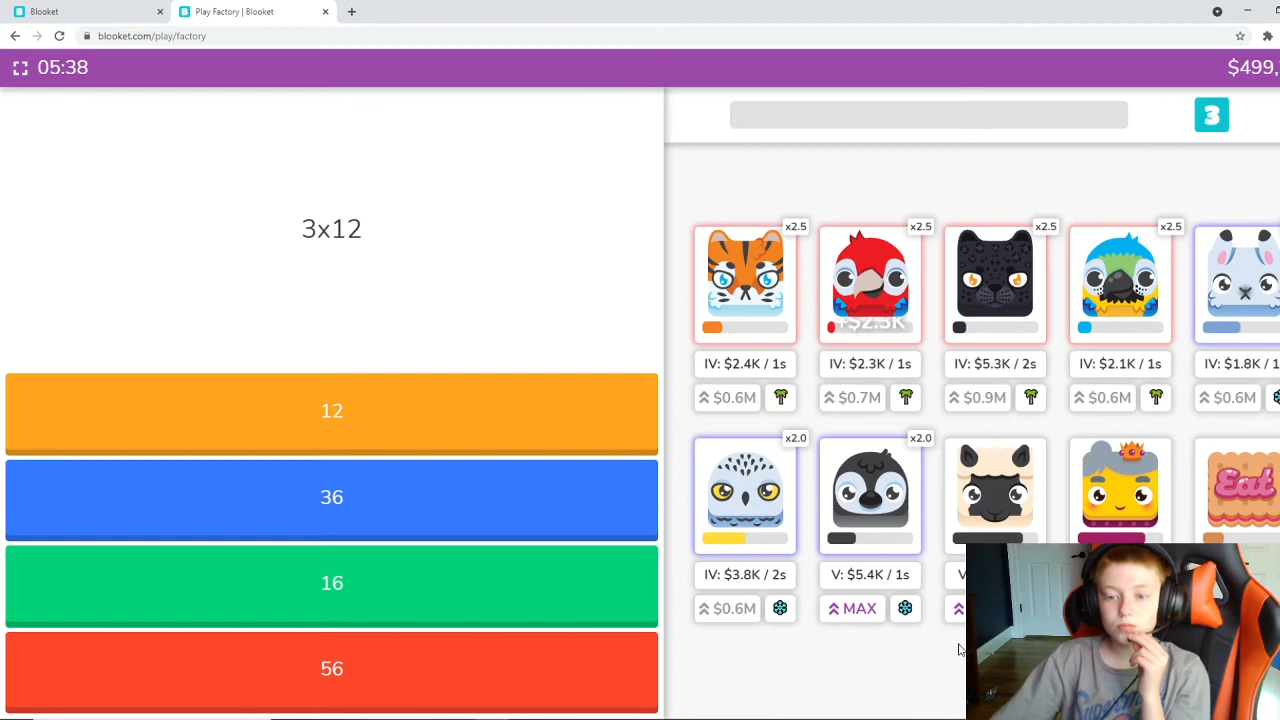 Blooket
Play Factory | Blooket
blooket.com/play/factory
05:38
$499,
3
3x12
12
36
16
56
x2.5
x2.5
x2.5
x2.5
+$2.3K
IV: $2.4K / 1s
IV: $2.3K / 1s
IV: $5.3K / 2s
IV: $2.1K / 1s
IV: $1.8K / 1
$0.6M
$0.7M
$0.9M
$0.6M
$0.6M
x2.0
x2.0
Eat
IV: $3.8K / 2s
V: $5.4K / 1s
V
$0.6M
MAX